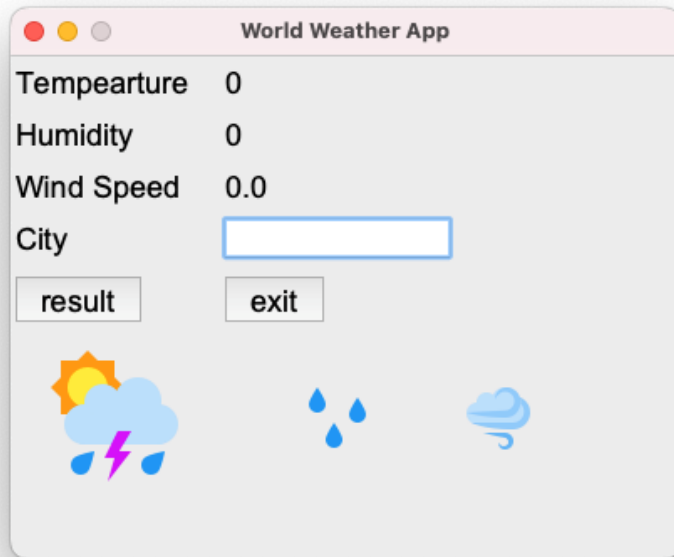 World Weather App
Tempearture 0
Humidity 0
Wind Speed 0.0
City
result exit